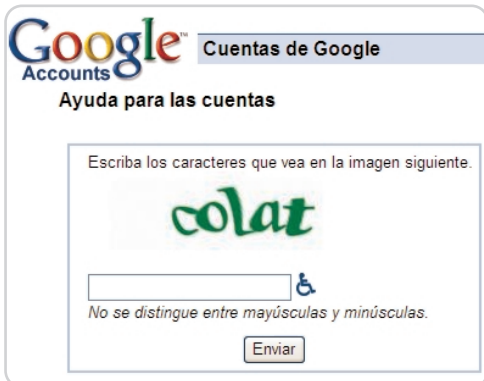 Google™
Accounts
Cuentas de Google
Ayuda para las cuentas
Escriba los caracteres que vea en la imagen siguiente.
colat
No se distingue entre mayúsculas y minúsculas.
Enviar